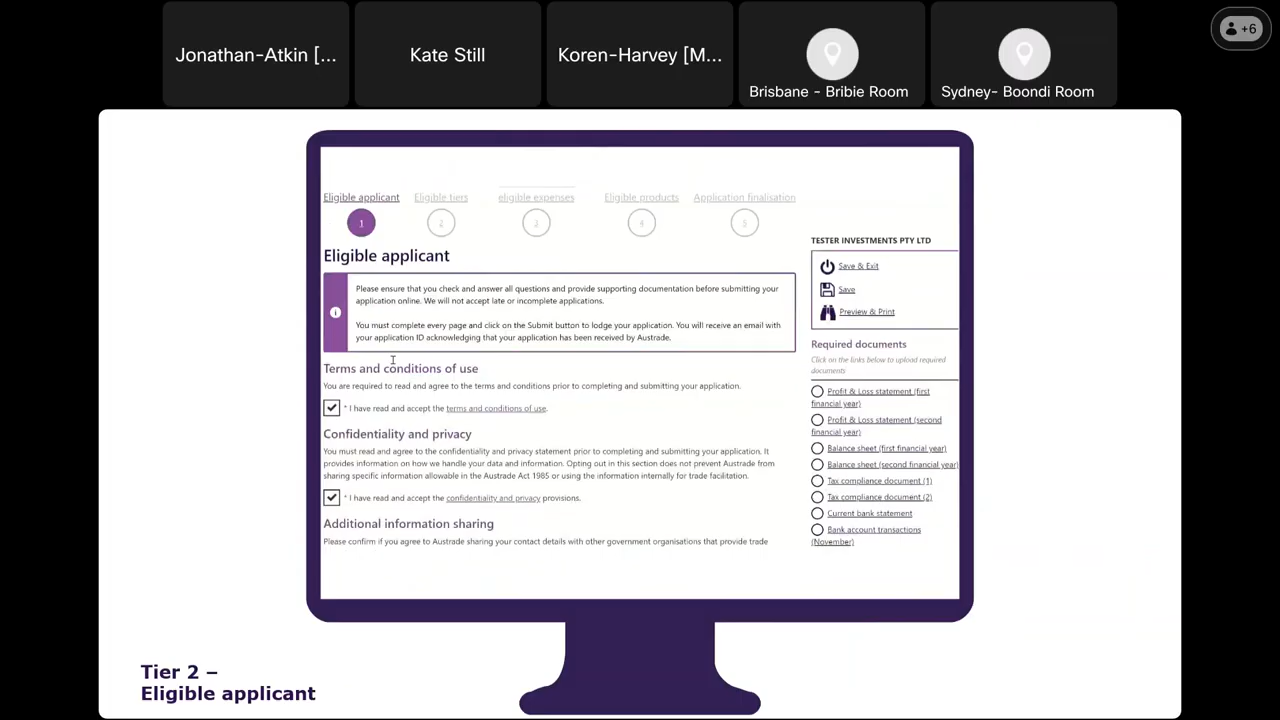 Jonathan-Atkin [...
Kate Still
Koren-Harvey [M...
Brisbane - Bribie Room
Sydney- Boondi Room
+6
Eligible applicant
Eligible tiers
eligible expenses
Eligible products
Application finalisation
1
2
3
4
5
Eligible applicant
Please ensure that you check and answer all questions and provide supporting documentation before submitting your
application online. We will not accept late or incomplete applications.
You must complete every page and click on the Submit button to lodge your application. You will receive an email with
your application ID acknowledging that your application has been received by Austrade.
Terms and conditions of use
You are required to read and agree to the terms and conditions prior to completing and submitting your application.
* I have read and accept the terms and conditions of use.
Confidentiality and privacy
You must read and agree to the confidentiality and privacy statement prior to completing and submitting your application. It
provides information on how we handle your data and information. Opting out in this section does not prevent Austrade from
sharing specific information allowable in the Austrade Act 1985 or using the information internally for trade facilitation.
* I have read and accept the confidentiality and privacy provisions.
Additional information sharing
Please confirm if you agree to Austrade sharing your contact details with other government organisations that provide trade
TESTER INVESTMENTS PTY LTD
Save & Exit
Save
Preview & Print
Required documents
Click on the links below to upload required
documents
Profit & Loss statement (first
financial year)
Profit & Loss statement (second
financial year)
Balance sheet (first financial year)
Balance sheet (second financial year)
Tax compliance document (1)
Tax compliance document (2)
Current bank statement
Bank account transactions
(November)
Tier 2 –
Eligible applicant